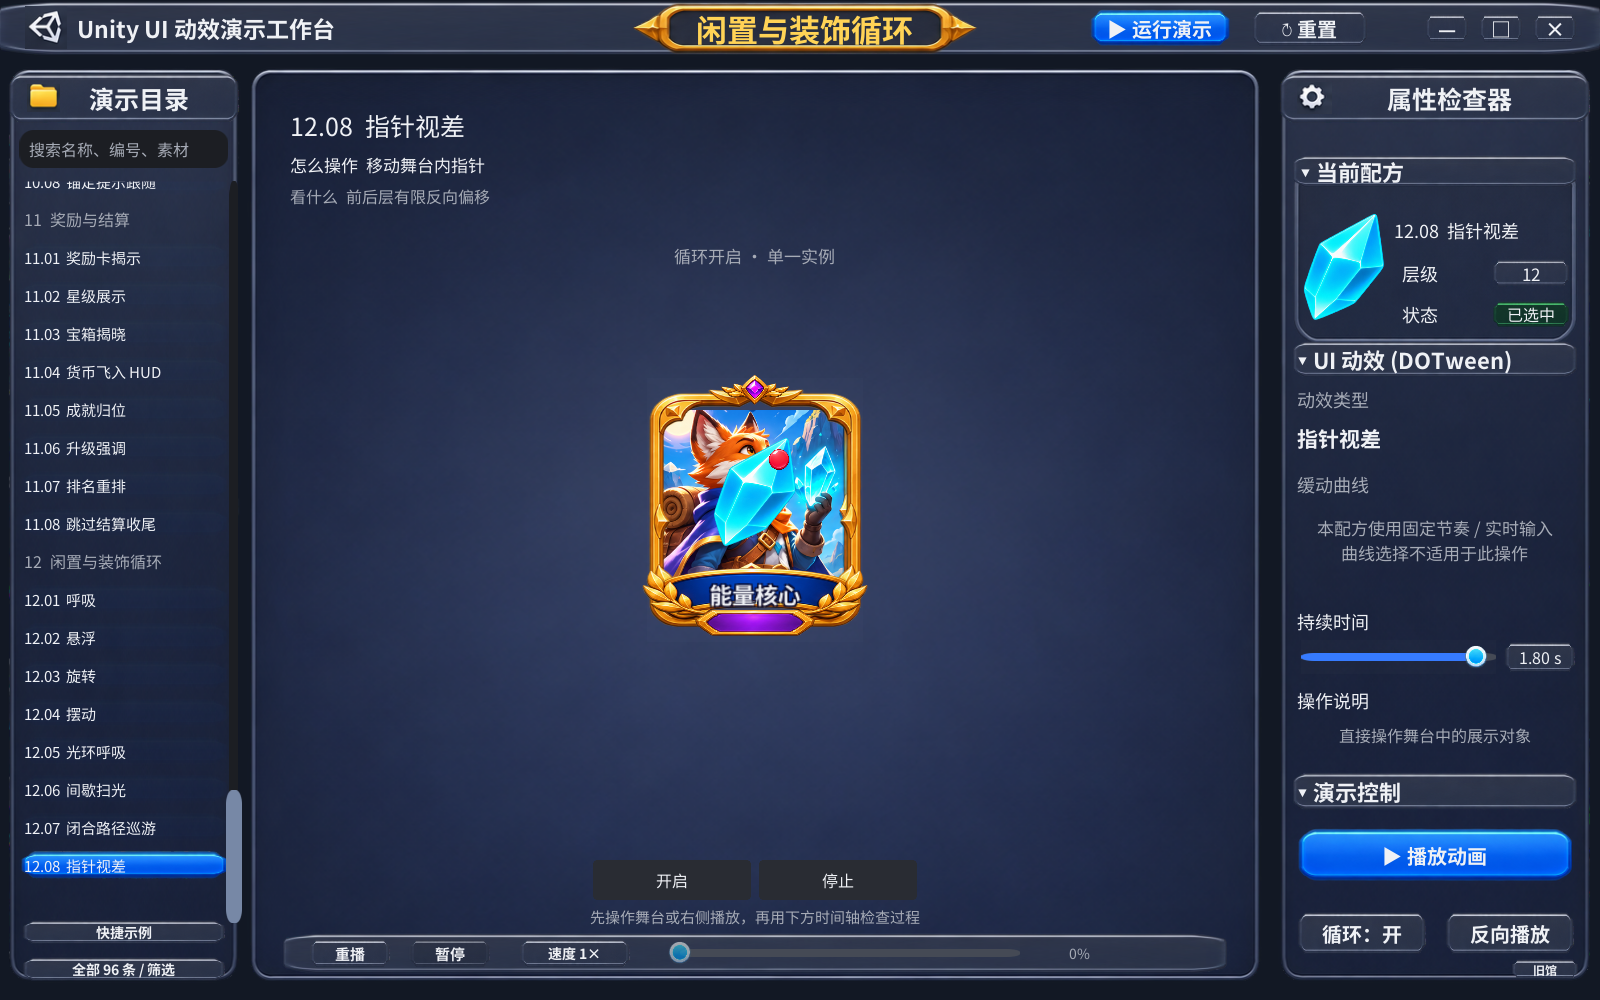 Unity UI 动效演示工作台
闲置与装饰循环
▶ 运行演示
重置
演示目录
搜索名称、编号、素材
10.08 锚定提示跟随
11 奖励与结算
11.01 奖励卡揭示
11.02 星级展示
11.03 宝箱揭晓
11.04 货币飞入 HUD
11.05 成就归位
11.06 升级强调
11.07 排名重排
11.08 跳过结算收尾
12 闲置与装饰循环
12.01 呼吸
12.02 悬浮
12.03 旋转
12.04 摆动
12.05 光环呼吸
12.06 间歇扫光
12.07 闭合路径巡游
12.08 指针视差
快捷示例
全部 96 条 / 筛选
12.08 指针视差
怎么操作 移动舞台内指针
看什么 前后层有限反向偏移
循环开启 • 单一实例
能量核心
开启
停止
先操作舞台或右侧播放，再用下方时间轴检查过程
重播
暂停
速度 1×
0%
属性检查器
▼ 当前配方
12.08 指针视差
层级
12
状态
已选中
▼ UI 动效 (DOTween)
动效类型
指针视差
缓动曲线
本配方使用固定节奏 / 实时输入
曲线选择不适用于此操作
持续时间
1.80 s
操作说明
直接操作舞台中的展示对象
▼ 演示控制
▶ 播放动画
循环：开
反向播放
旧馆